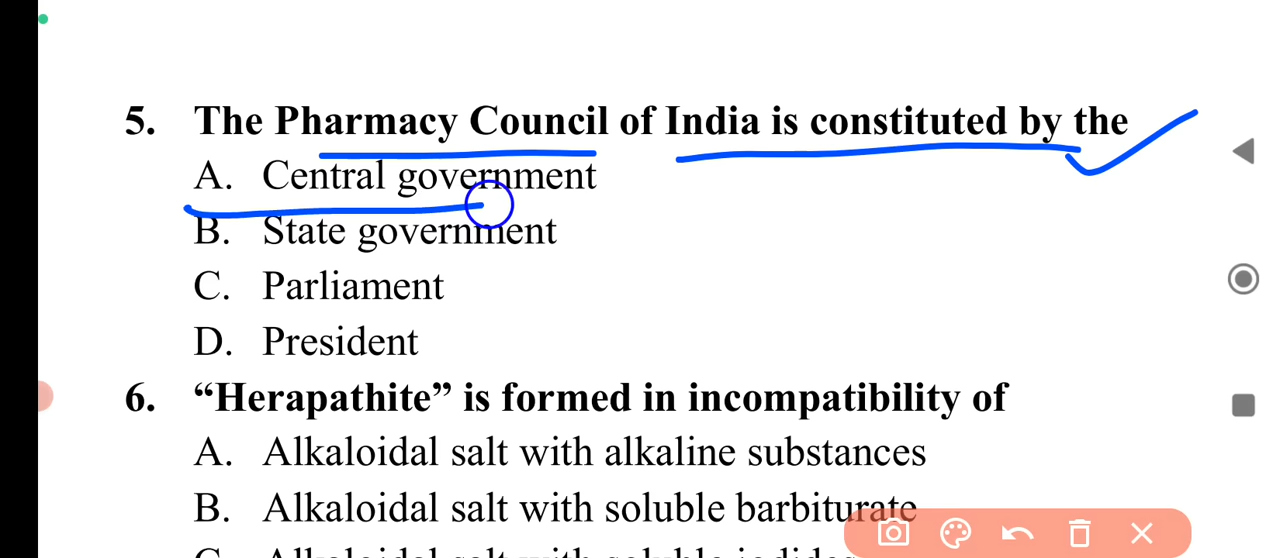 5. The Pharmacy Council of India is constituted by the
A. Central government
B. State government
C. Parliament
D. President
6. “Herapathite” is formed in incompatibility of
A. Alkaloidal salt with alkaline substances
B. Alkaloidal salt with soluble barbiturate